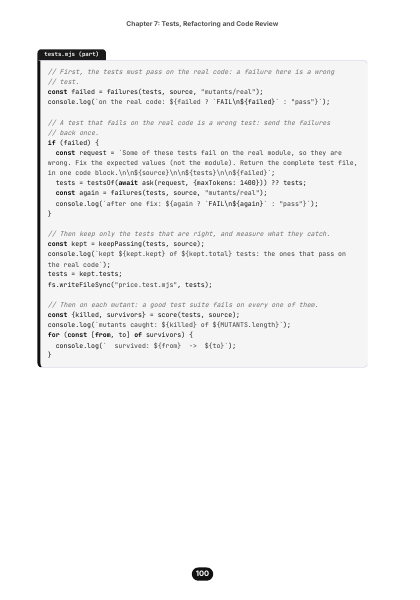 Chapter 7: Tests, Refactoring and Code Review
tests.mjs (part)
// First, the tests must pass on the real code: a failure here is a wrong
// test.
const failed = failures(tests, source, "mutants/real");
console.log(`on the real code: ${failed ? `FAIL\n${failed}` : "pass"}`);

// A test that fails on the real code is a wrong test: send the failures
// back once.
if (failed) {
  const request = `Some of these tests fail on the real module, so they are
wrong. Fix the expected values (not the module). Return the complete test file,
in one code block.\n\n${source}\n\n${tests}\n\n${failed}`;
  tests = testsOf(await ask(request, {maxTokens: 1400})) ?? tests;
  const again = failures(tests, source, "mutants/real");
  console.log(`after one fix: ${again ? `FAIL\n${again}` : "pass"}`);
}

// Then keep only the tests that are right, and measure what they catch.
const kept = keepPassing(tests, source);
console.log(`kept ${kept.kept} of ${kept.total} tests: the ones that pass on
the real code`);
tests = kept.tests;
fs.writeFileSync("price.test.mjs", tests);

// Then on each mutant: a good test suite fails on every one of them.
const {killed, survivors} = score(tests, source);
console.log(`mutants caught: ${killed} of ${MUTANTS.length}`);
for (const [from, to] of survivors) {
  console.log(`  survived: ${from}  ->  ${to}`);
}
100